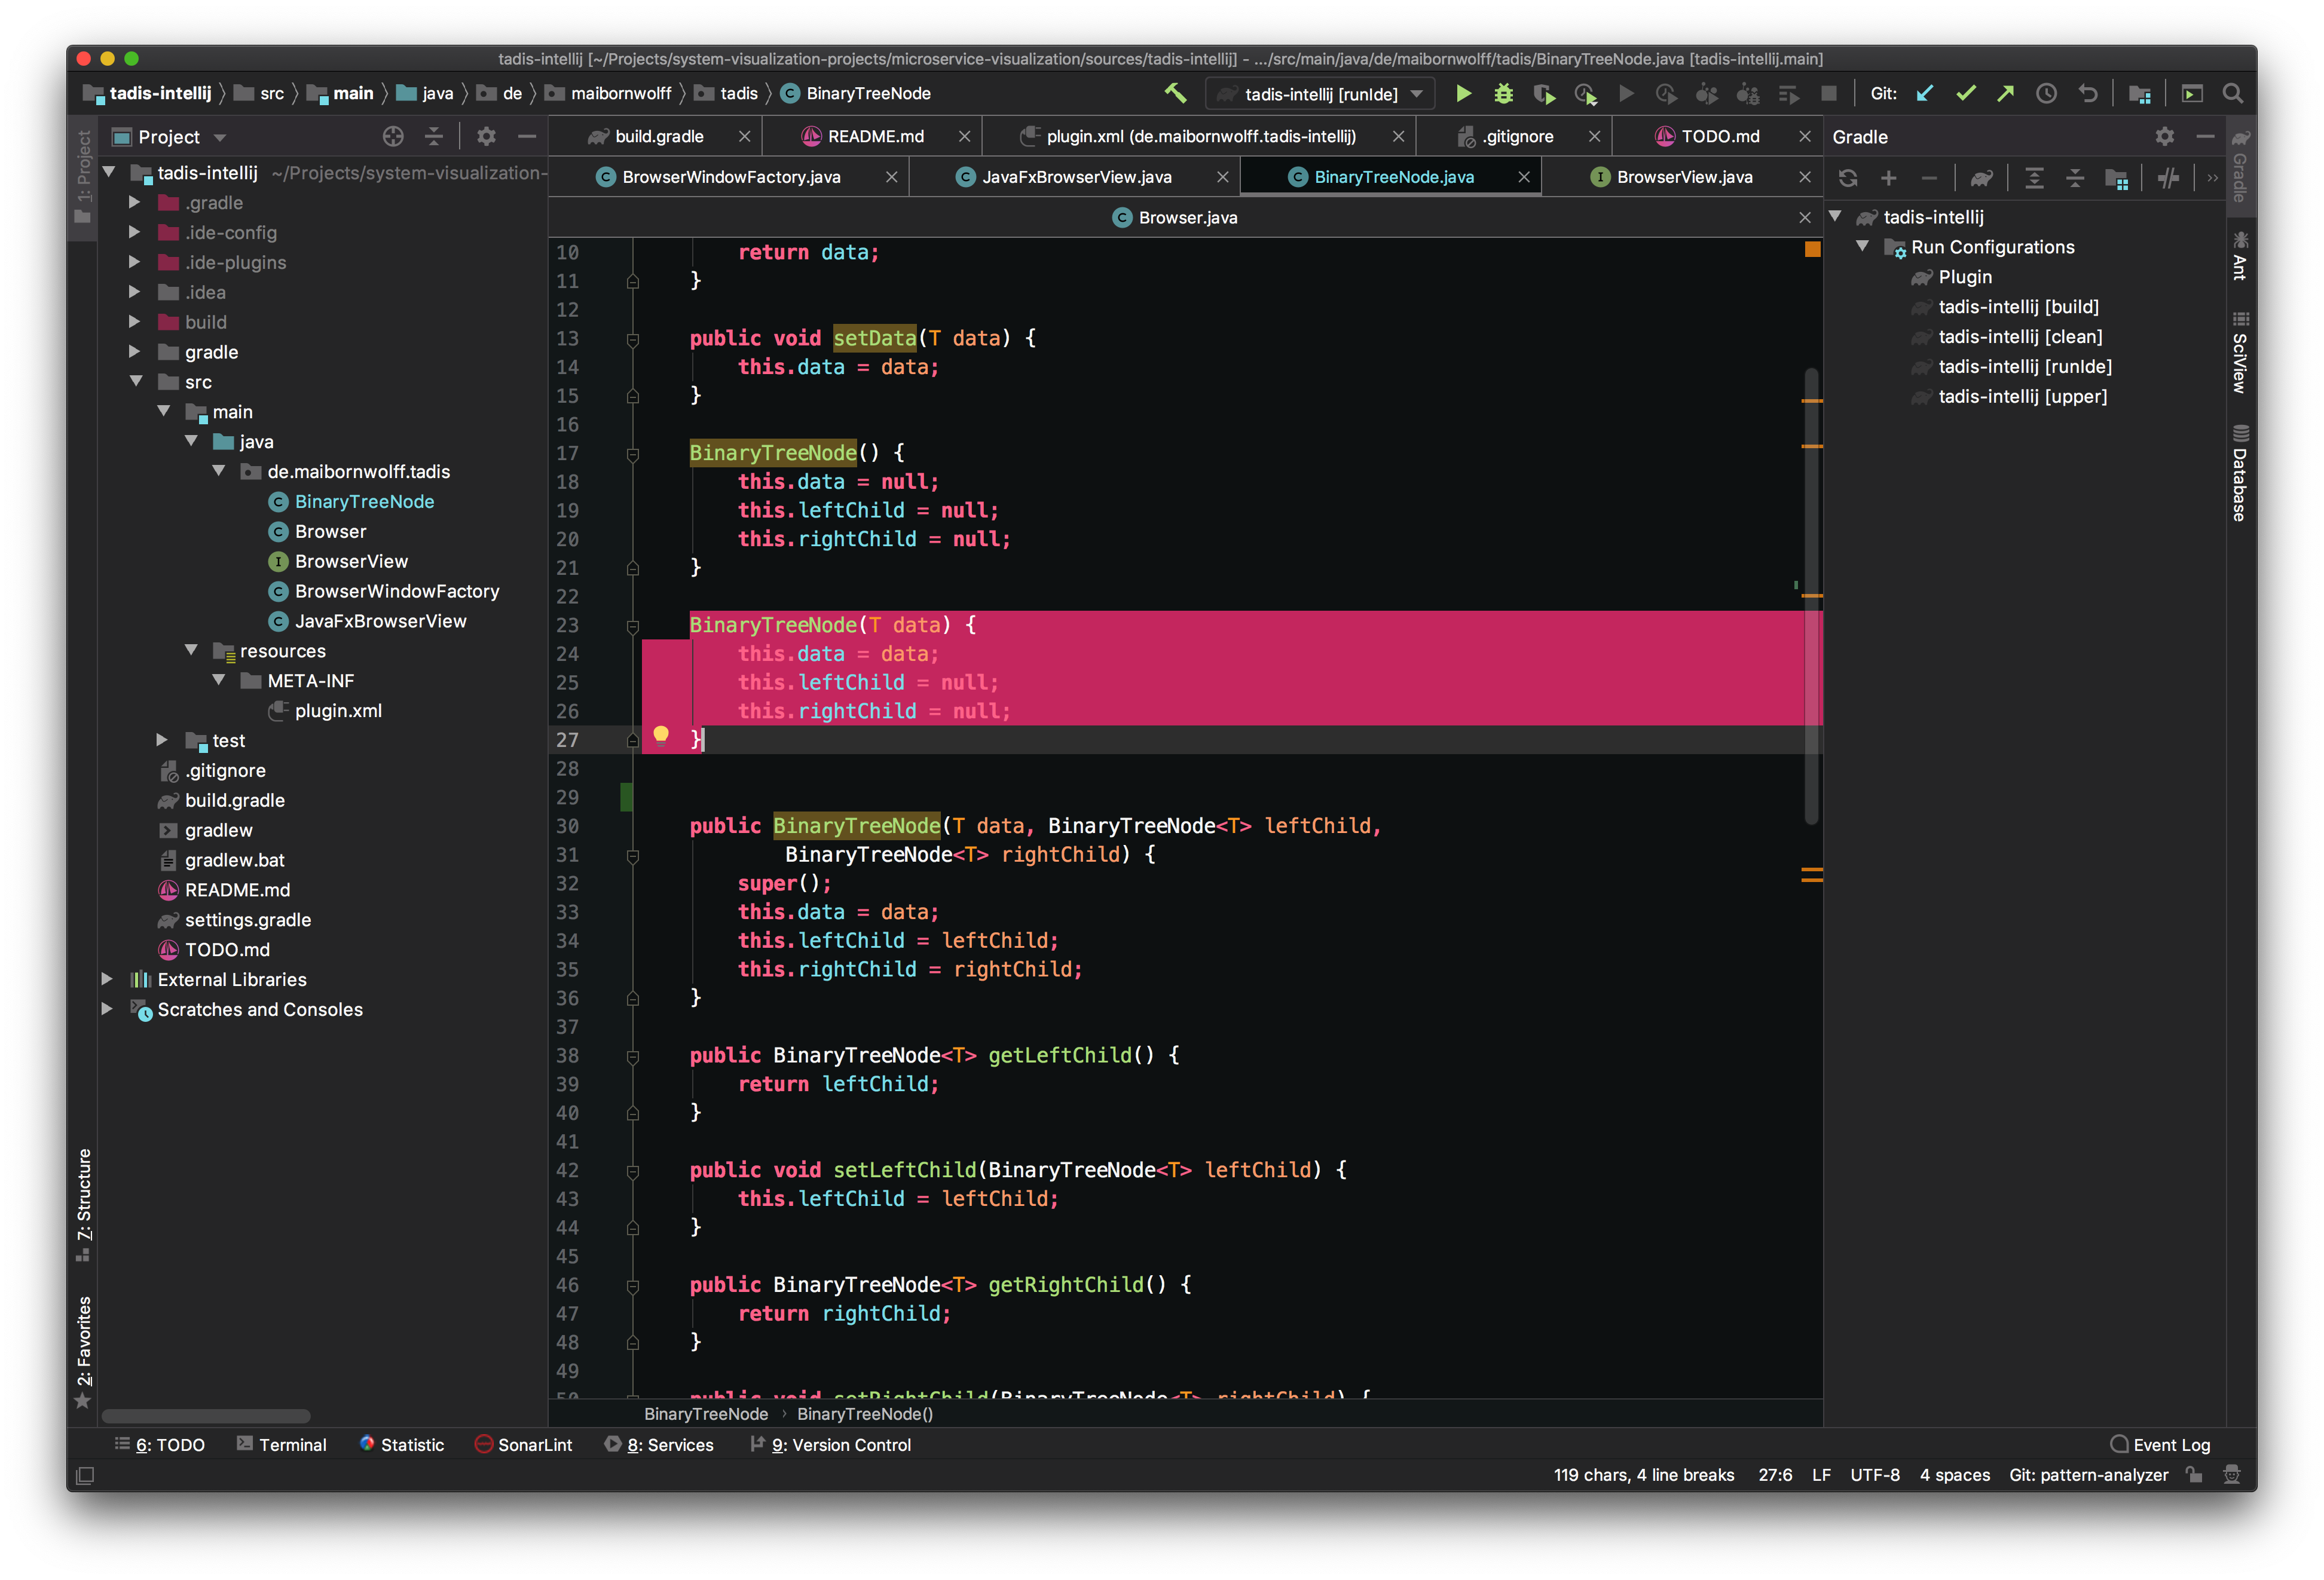 tadis-intellij [~/Projects/system-visualization-projects/microservice-visualization/sources/tadis-intellij] - .../src/main/java/de/maibornwolff/tadis/BinaryTreeNode.java [tadis-intellij.main]
tadis-intellij src main java de maibornwolff tadis BinaryTreeNode
tadis-intellij [runIde]
Git:
1: Project
7: Structure
2: Favorites
Project
tadis-intellij ~/Projects/system-visualization-
.gradle
.ide-config
.ide-plugins
.idea
build
gradle
src
main
java
de.maibornwolff.tadis
BinaryTreeNode
Browser
BrowserView
BrowserWindowFactory
JavaFxBrowserView
resources
META-INF
plugin.xml
test
.gitignore
build.gradle
gradlew
gradlew.bat
README.md
settings.gradle
TODO.md
External Libraries
Scratches and Consoles
build.gradle README.md plugin.xml (de.maibornwolff.tadis-intellij) .gitignore TODO.md
BrowserWindowFactory.java JavaFxBrowserView.java BinaryTreeNode.java BrowserView.java
Browser.java
10 return data;
11 }
12
13 public void setData(T data) {
14 this.data = data;
15 }
16
17 BinaryTreeNode() {
18 this.data = null;
19 this.leftChild = null;
20 this.rightChild = null;
21 }
22
23 BinaryTreeNode(T data) {
24 this.data = data;
25 this.leftChild = null;
26 this.rightChild = null;
27 }
28
29
30 public BinaryTreeNode(T data, BinaryTreeNode<T> leftChild,
31 BinaryTreeNode<T> rightChild) {
32 super();
33 this.data = data;
34 this.leftChild = leftChild;
35 this.rightChild = rightChild;
36 }
37
38 public BinaryTreeNode<T> getLeftChild() {
39 return leftChild;
40 }
41
42 public void setLeftChild(BinaryTreeNode<T> leftChild) {
43 this.leftChild = leftChild;
44 }
45
46 public BinaryTreeNode<T> getRightChild() {
47 return rightChild;
48 }
49
50 public void setRightChild(BinaryTreeNode<T> rightChild) {
BinaryTreeNode › BinaryTreeNode()
Gradle
tadis-intellij
Run Configurations
Plugin
tadis-intellij [build]
tadis-intellij [clean]
tadis-intellij [runIde]
tadis-intellij [upper]
Gradle
Ant
SciView
Database
6: TODO Terminal Statistic SonarLint 8: Services 9: Version Control Event Log
119 chars, 4 line breaks 27:6 LF UTF-8 4 spaces Git: pattern-analyzer